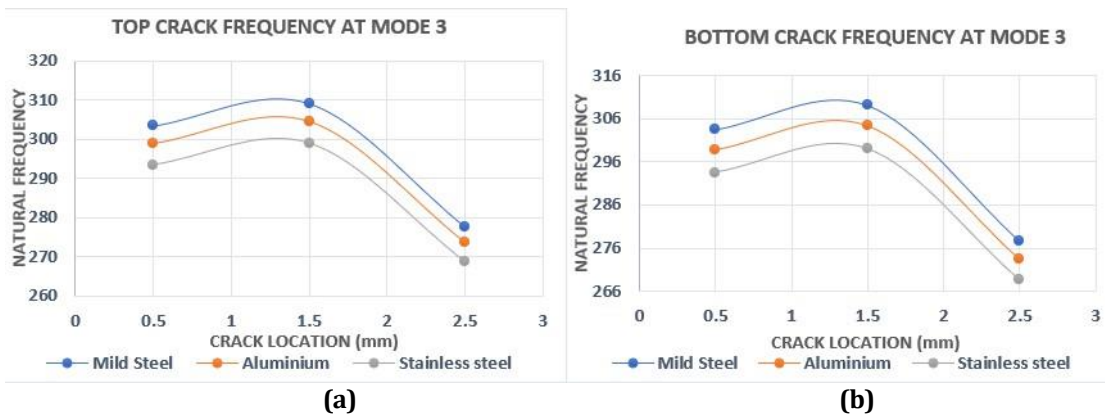 TOP CRACK FREQUENCY AT MODE 3
NATURAL FREQUENCY
320
310
300
290
280
270
260
0 0.5 1 1.5 2 2.5 3
CRACK LOCATION (mm)
Mild Steel Aluminium Stainless steel
(a)
BOTTOM CRACK FREQUENCY AT MODE 3
NATURAL FREQUENCY
316
306
296
286
276
266
0 0.5 1 1.5 2 2.5 3
CRACK LOCATION (mm)
Mild Steel Aluminium Stainless steel
(b)